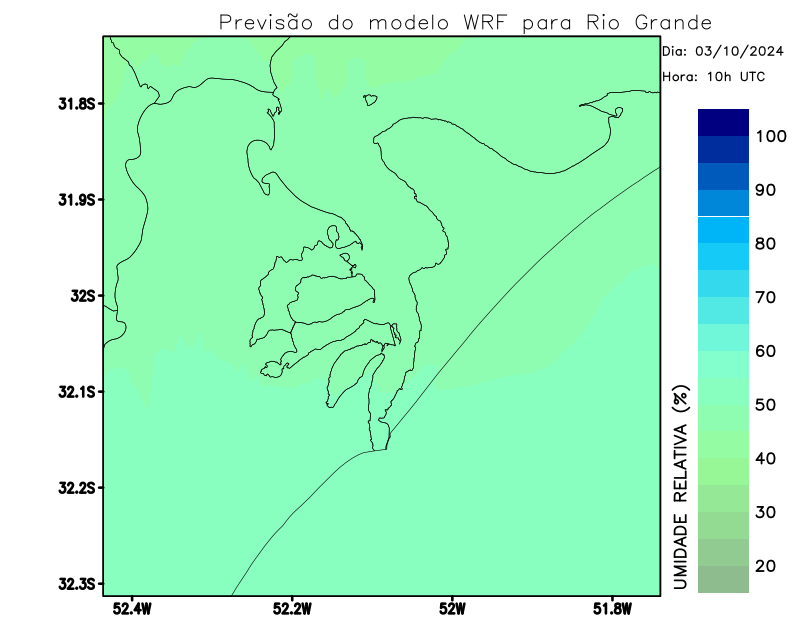 Previsão do modelo WRF para Rio Grande
Dia: 03/10/2024
Hora: 10h UTC
31.8S
31.9S
32S
32.1S
32.2S
32.3S
52.4W
52.2W
52W
51.8W
UMIDADE RELATIVA (%)
100
90
80
70
60
50
40
30
20